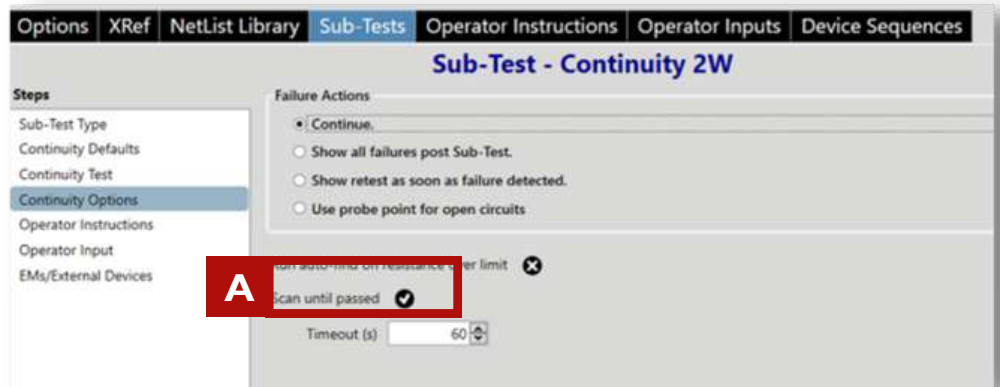 Options XRef NetList Library Sub-Tests Operator Instructions Operator Inputs Device Sequences
Sub-Test - Continuity 2W
Steps
Sub-Test Type
Continuity Defaults
Continuity Test
Continuity Options
Operator Instructions
Operator Input
EMs/External Devices
Failure Actions
Continue.
Show all failures post Sub-Test.
Show retest as soon as failure detected.
Use probe point for open circuits
auto-find on resistance over limit
A
Scan until passed
Timeout (s) 60